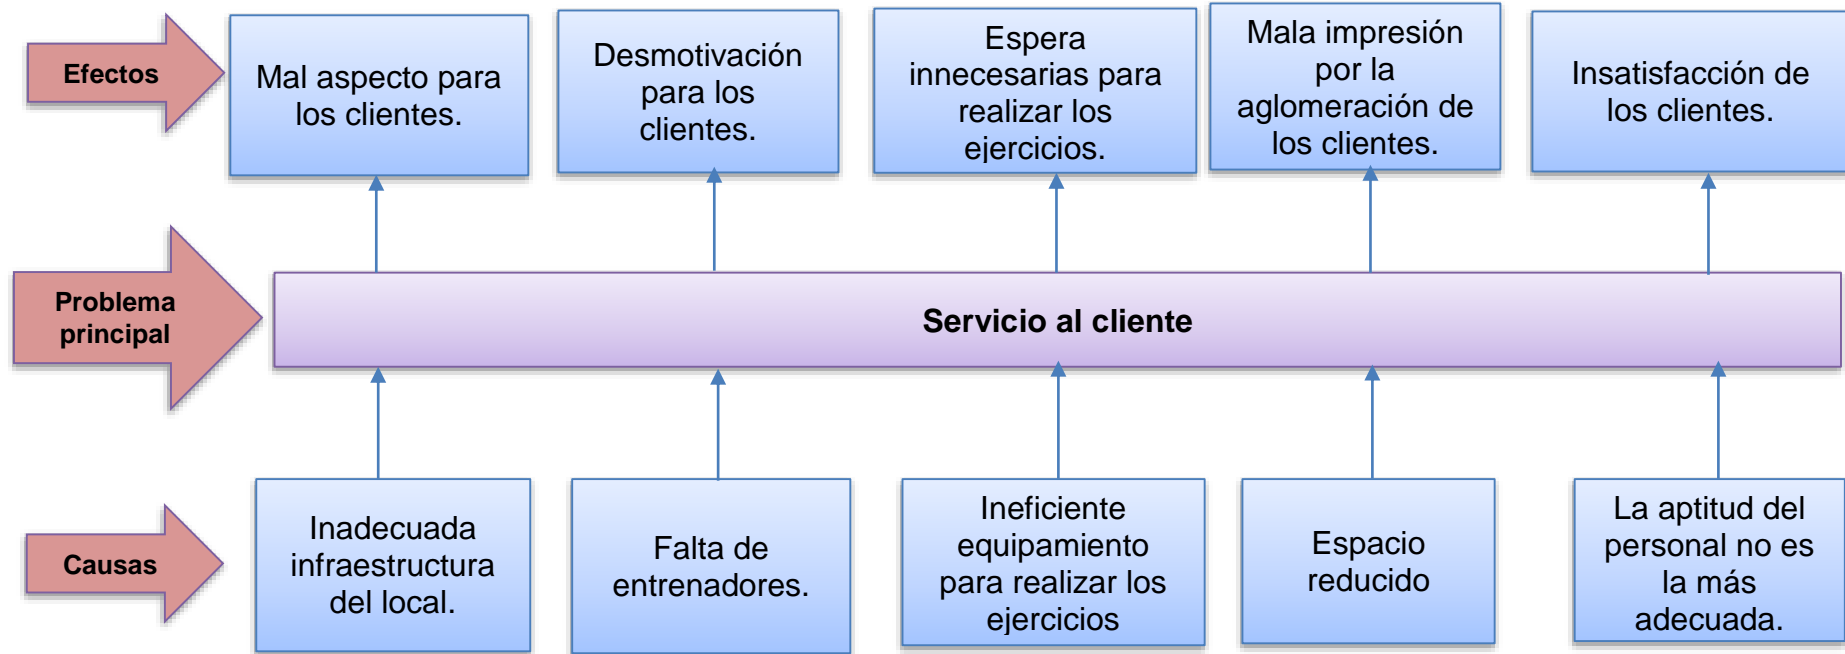 Efectos
Mal aspecto para
los clientes.
Desmotivación
para los
clientes.
Espera
innecesarias para
realizar los
ejercicios.
Mala impresión
por la
aglomeración de
los clientes.
Insatisfacción de
los clientes.
Problema
principal
Servicio al cliente
Causas
Inadecuada
infraestructura
del local.
Falta de
entrenadores.
Ineficiente
equipamiento
para realizar los
ejercicios
Espacio
reducido
La aptitud del
personal no es
la más
adecuada.